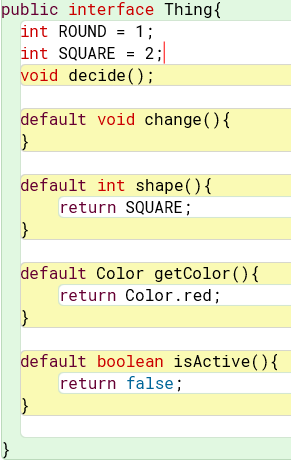 public interface Thing{
int ROUND = 1;
int SQUARE = 2;
void decide();
default void change(){
}
default int shape(){
return SQUARE;
}
default Color getColor(){
return Color.red;
}
default boolean isActive(){
return false;
}
}